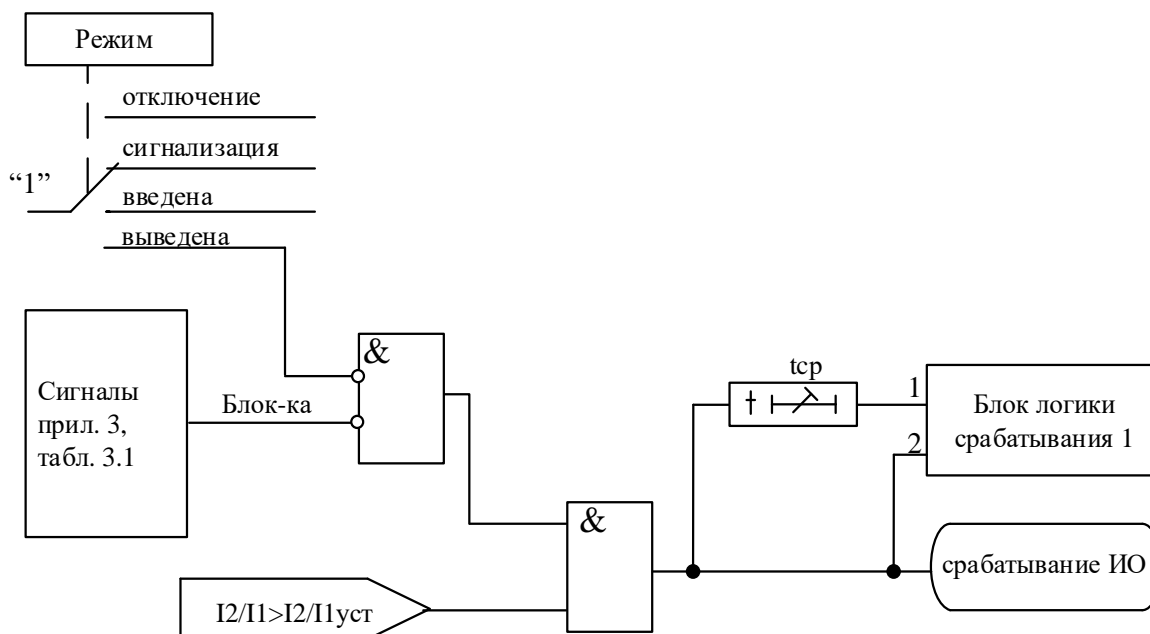 Режим
отключение
сигнализация
“1”
введена
выведена
Сигналы
прил. 3,
табл. 3.1
Блок-ка
&
&
I2/I1>I2/I1уст
tср
1
2
Блок логики
срабатывания 1
срабатывание ИО